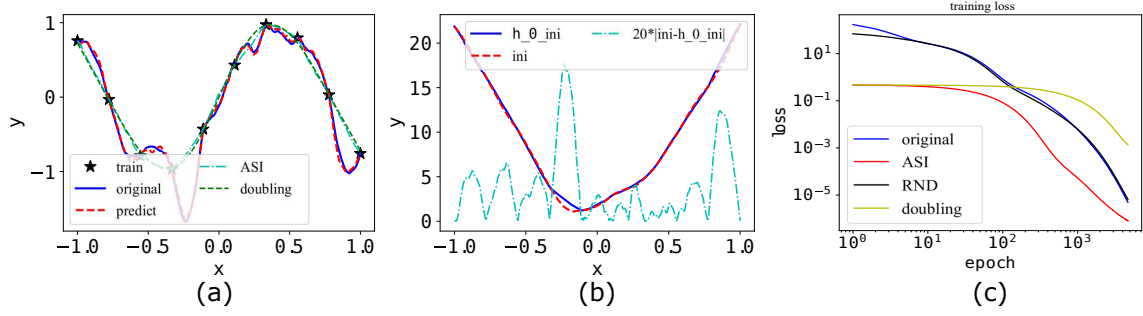 1
0
−1
y
train
original
predict
ASI
doubling
−1.0
−0.5
0.0
0.5
1.0
x
(a)
20
15
10
5
0
y
h_0_ini
ini
20*|ini-h_0_ini|
−1.0
−0.5
0.0
0.5
1.0
x
(b)
training loss
10^1
10^−1
10^−3
10^−5
loss
original
ASI
RND
doubling
10^0
10^1
10^2
10^3
epoch
(c)